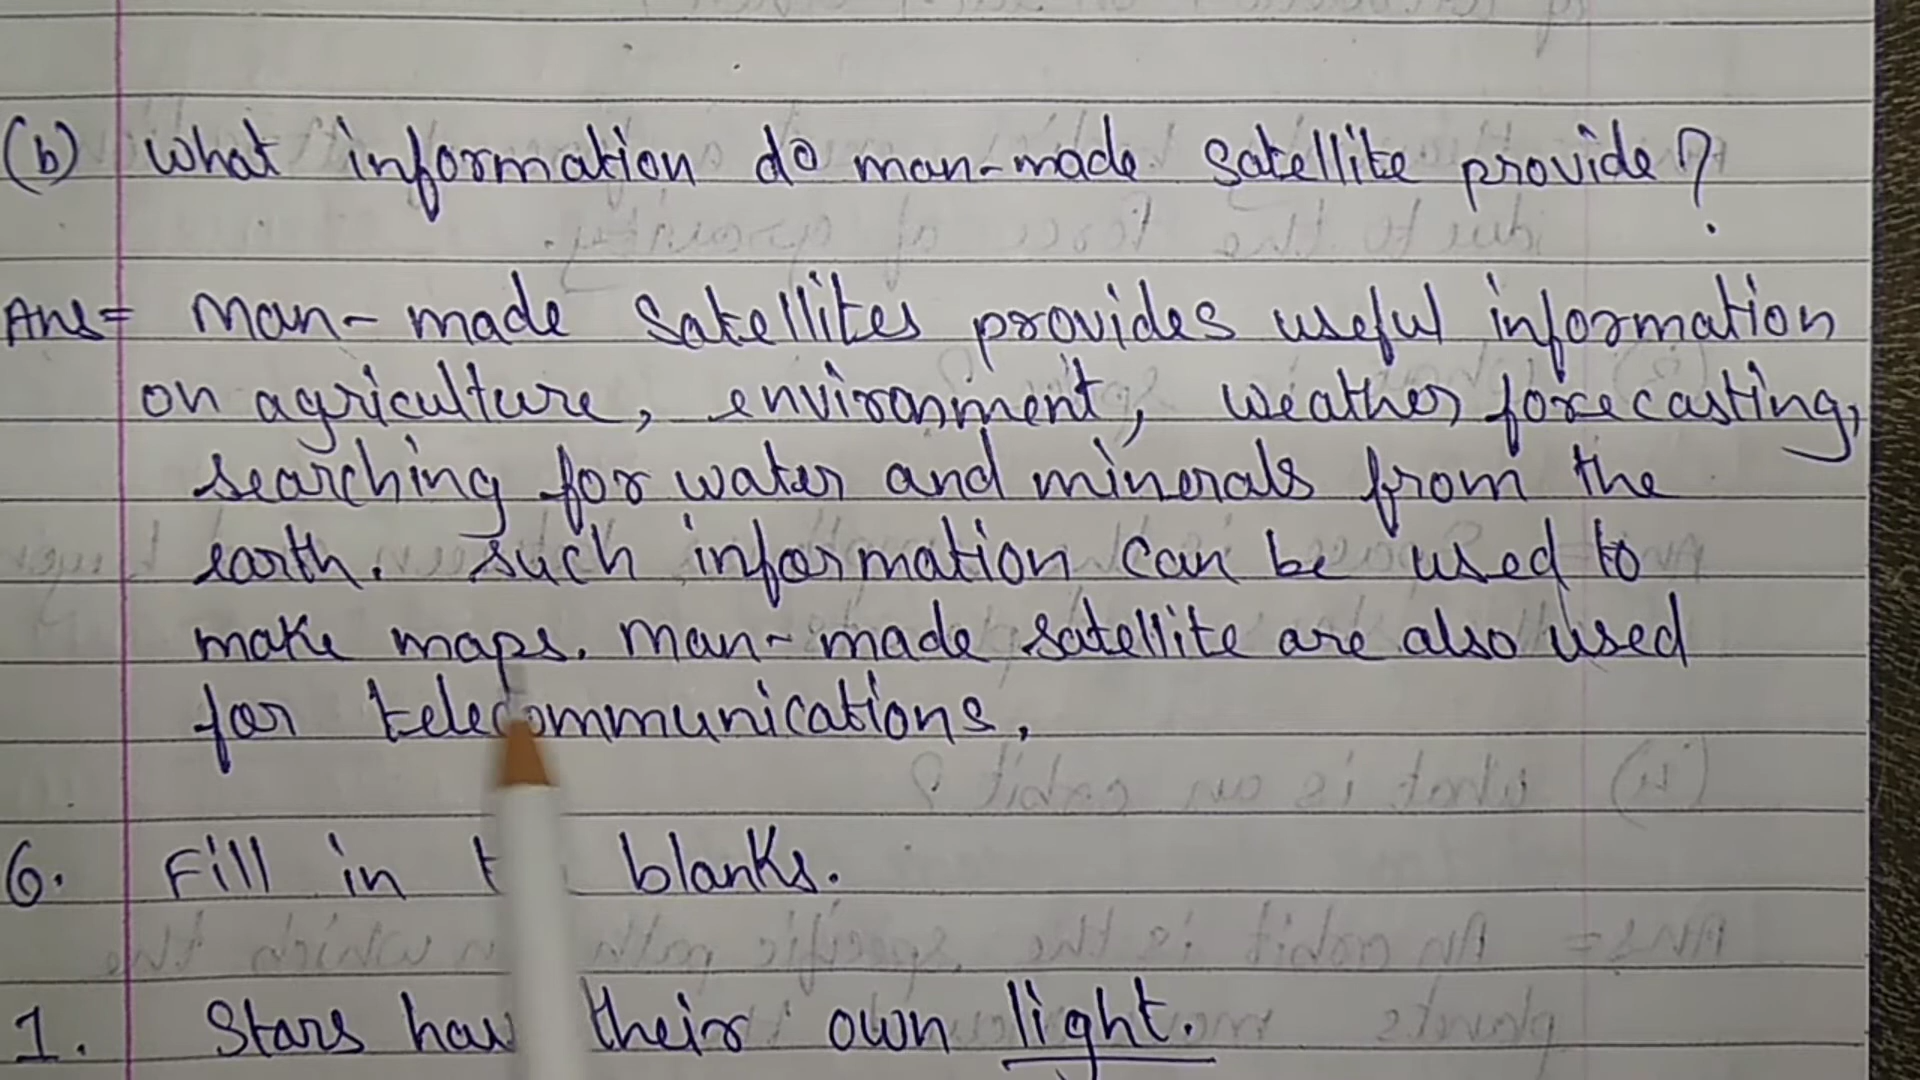 (b) What information do man-made satellite provide?
Ans= Man-made satellites provides useful information
on agriculture, environment, weather forecasting,
searching for water and minerals from the
earth. Such information can be used to
make maps. Man-made satellite are also used
for telecommunications.
6. Fill in blanks.
1. Stars their own light.